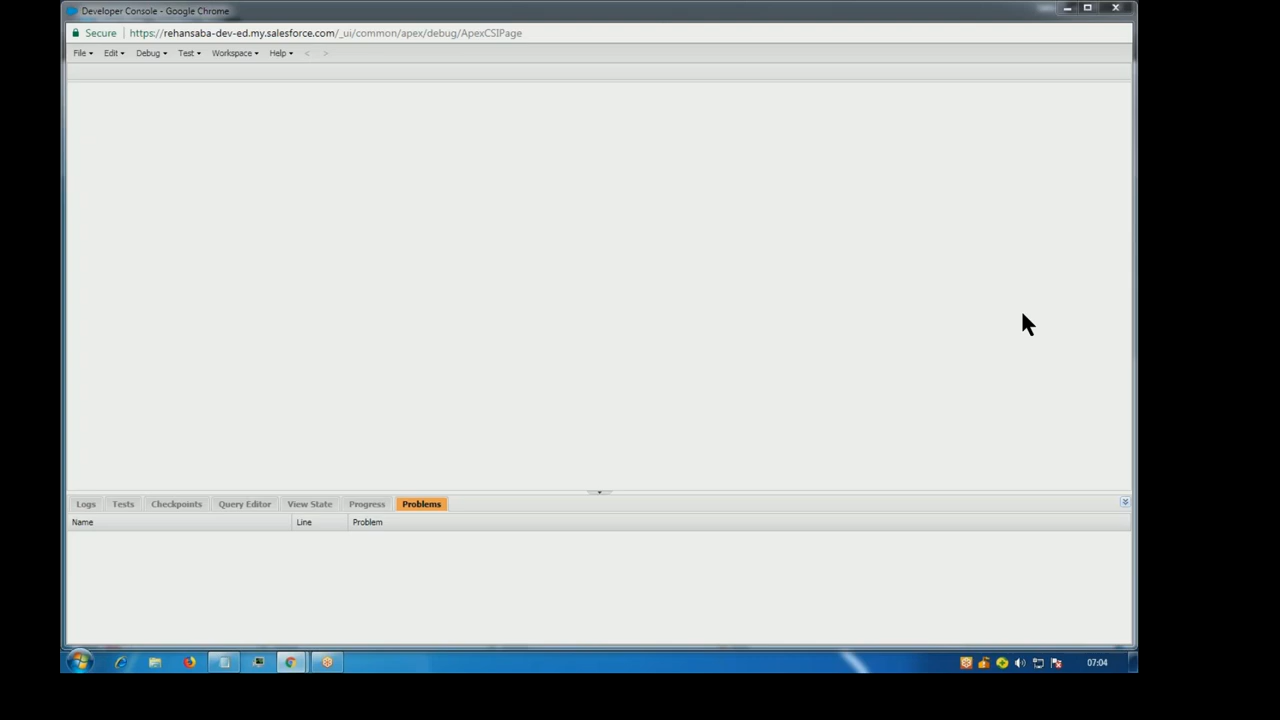 Developer Console - Google Chrome
Secure https://rehansaba-dev-ed.my.salesforce.com/_ui/common/apex/debug/ApexCSIPage
File Edit Debug Test Workspace Help < >
Logs Tests Checkpoints Query Editor View State Progress Problems
Name Line Problem
07:04